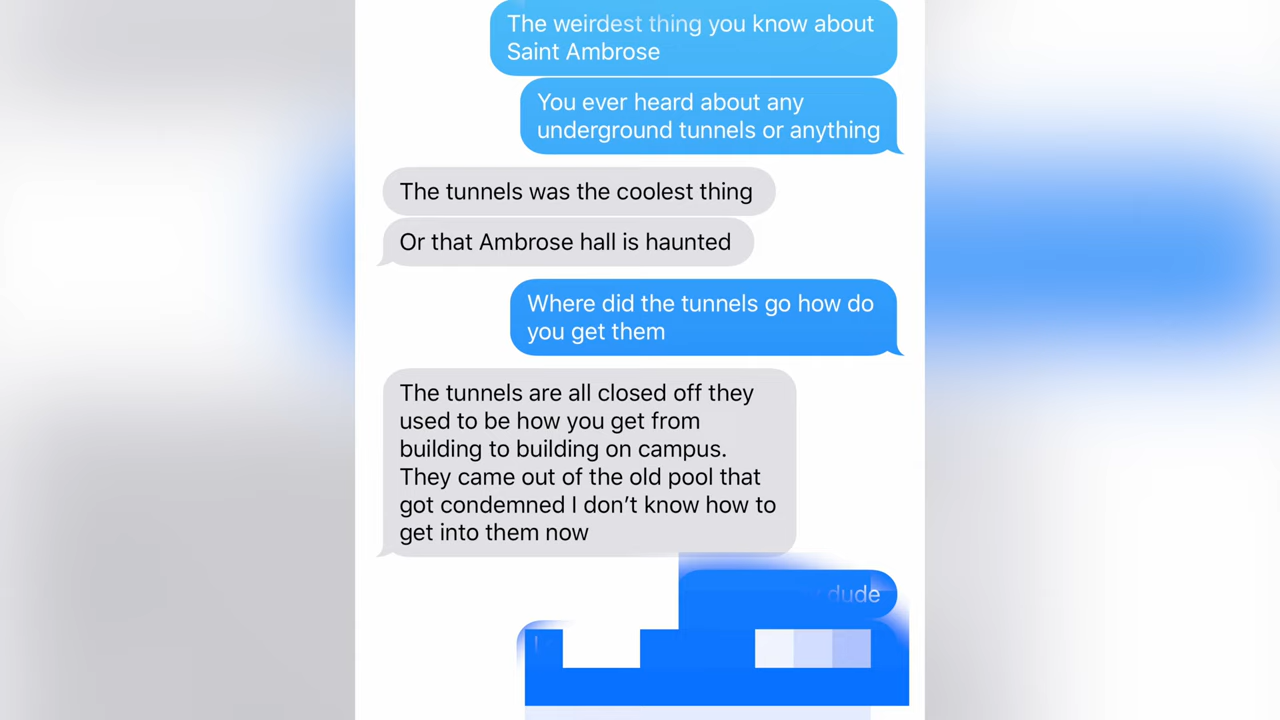 The weirdest thing you know about
Saint Ambrose
You ever heard about any
underground tunnels or anything
The tunnels was the coolest thing
Or that Ambrose hall is haunted
Where did the tunnels go how do
you get them
The tunnels are all closed off they
used to be how you get from
building to building on campus.
They came out of the old pool that
got condemned I don’t know how to
get into them now
dude